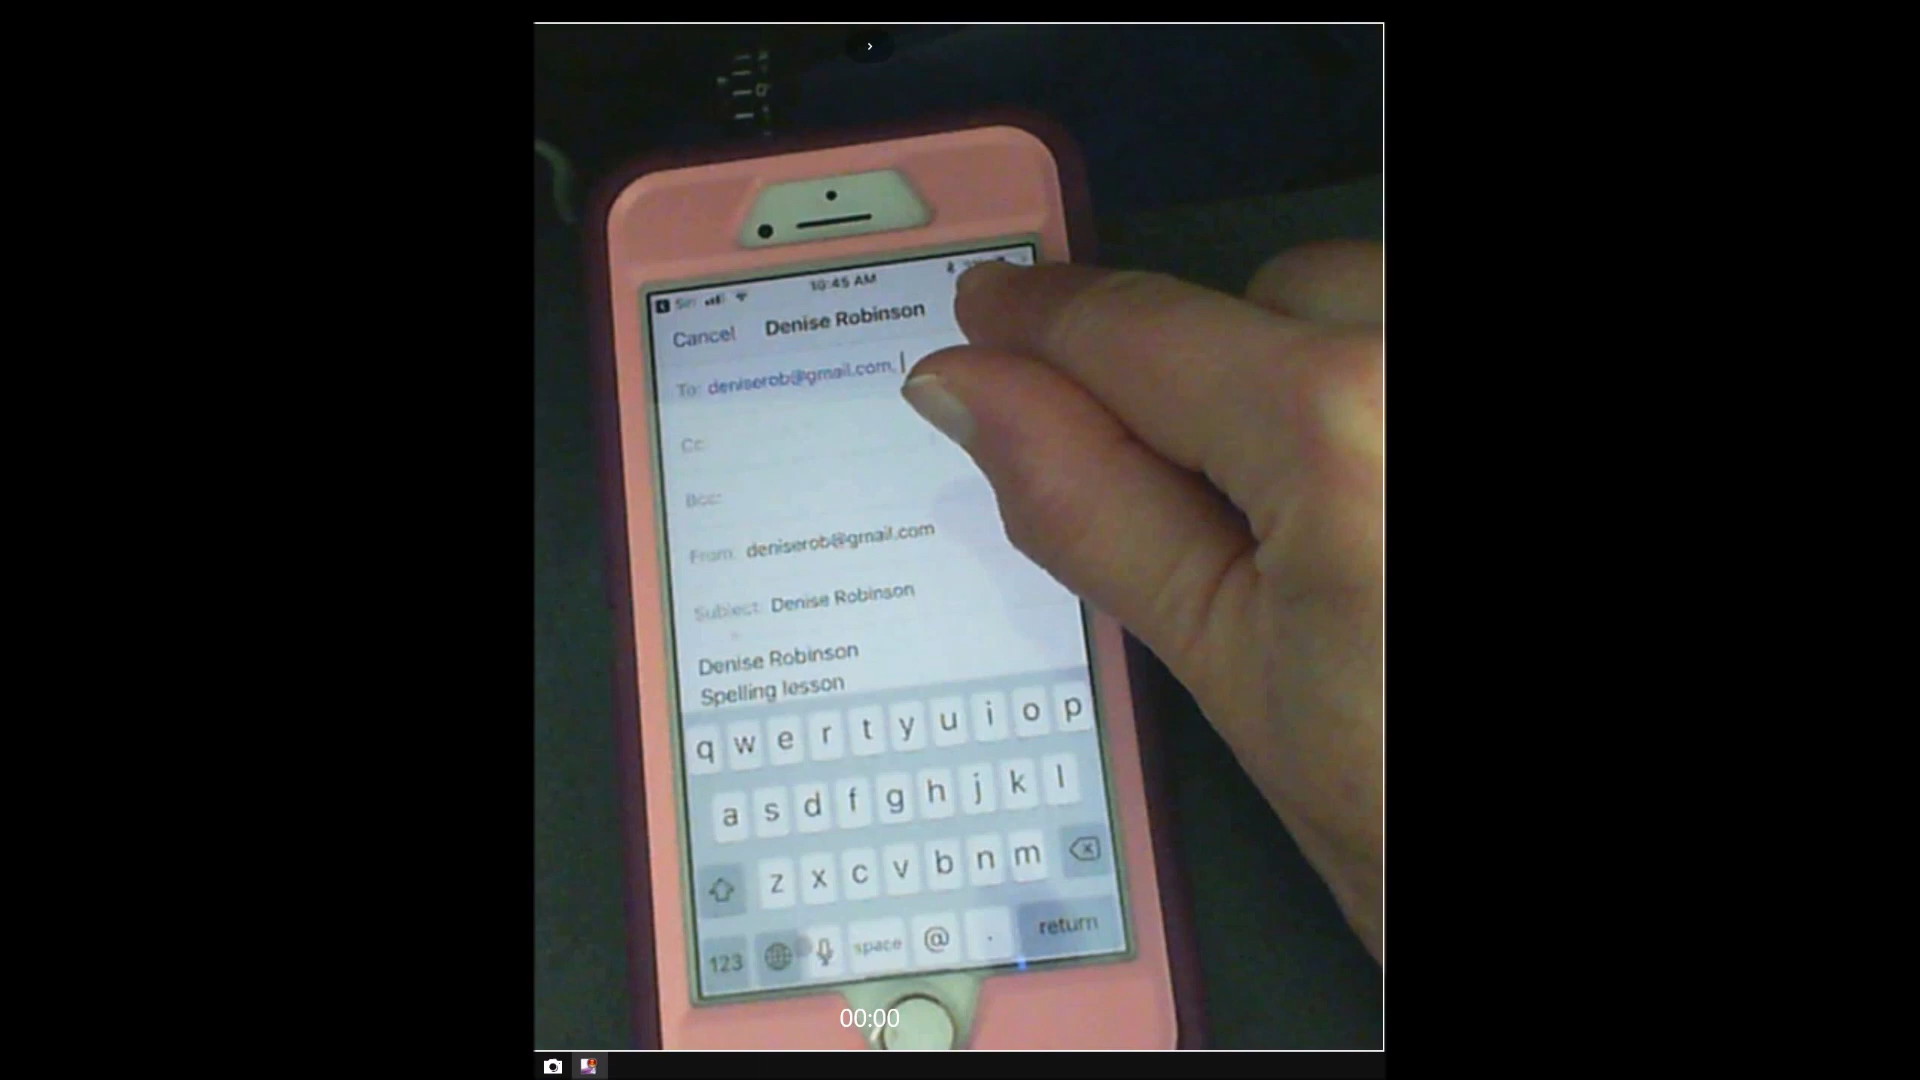 ›
Siri
10:45 AM
Cancel
Denise Robinson
To: deniserob@gmail.com,
Cc:
Bcc:
From: deniserob@gmail.com
Subject: Denise Robinson
Denise Robinson
Spelling lesson
q w e r t y u i o p
a s d f g h j k l
z x c v b n m
123 space @ . return
00:00